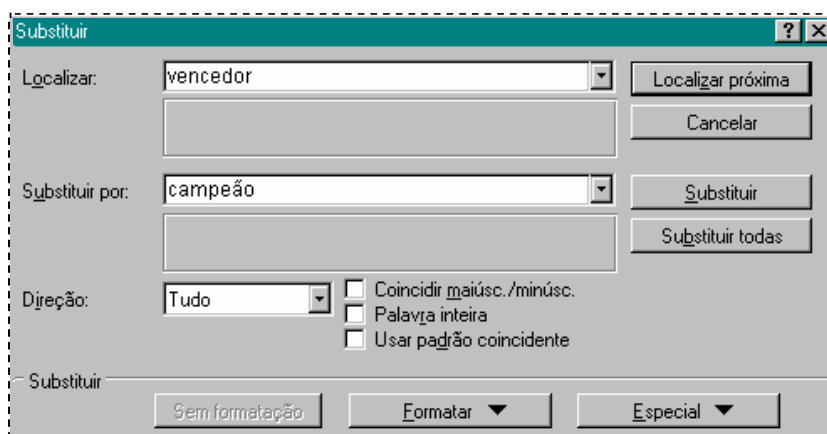 Substituir
Localizar: vencedor Localizar próxima
Cancelar
Substituir por: campeão Substituir
Substituir todas
Direção: Tudo Coincidir maiúsc./minúsc.
Palavra inteira
Usar padrão coincidente
Substituir
Sem formatação Formatar Especial